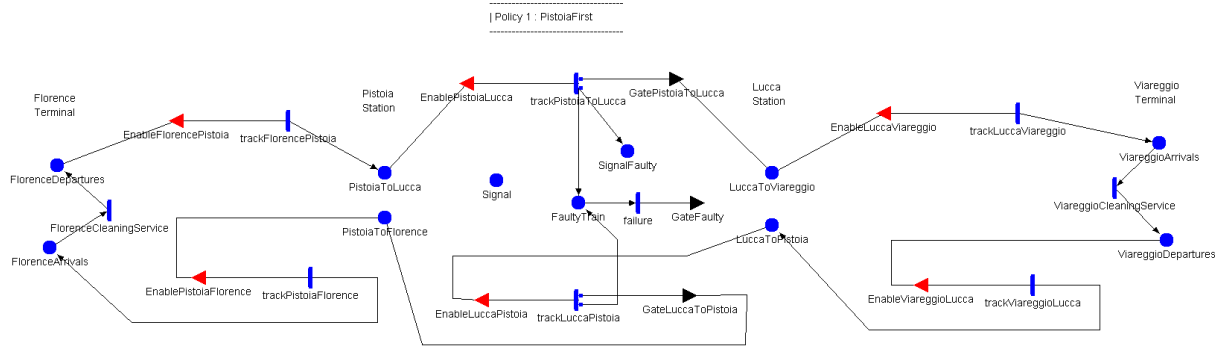 ---------------------------------------
| Policy 1 : PistoiaFirst
---------------------------------------
Florence
Terminal
Pistoia
Station
Lucca
Station
Viareggio
Terminal
EnablePistoiaLucca
trackPistoiaToLucca
GatePistoiaToLucca
EnableFlorencePistoia
trackFlorencePistoia
EnableLuccaViareggio
trackLuccaViareggio
SignalFaulty
ViareggioArrivals
FlorenceDepartures
PistoiaToLucca
Signal
LuccaToViareggio
FlorenceCleaningService
ViareggioCleaningService
FaultyTrain
failure
GateFaulty
PistoiaToFlorence
LuccaToPistoia
FlorenceArrivals
ViareggioDepartures
EnablePistoiaFlorence
trackPistoiaFlorence
EnableLuccaPistoia
trackLuccaPistoia
GateLuccaToPistoia
EnableViareggioLucca
trackViareggioLucca